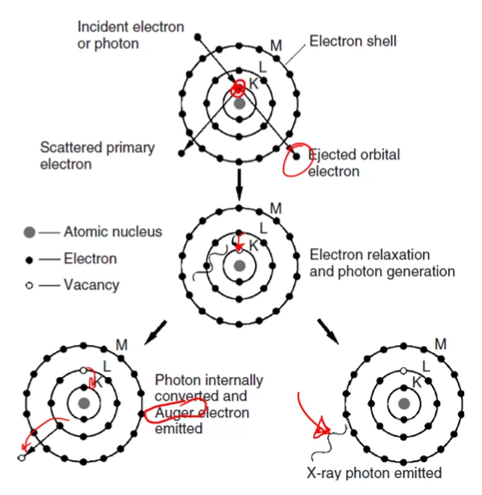 Incident electron
or photon
M
Electron shell
L
K
Scattered primary
electron
Ejected orbital
electron
M
L
K
Atomic nucleus
Electron
Vacancy
Electron relaxation
and photon generation
M
L
K
Photon internally
converted and
Auger electron
emitted
M
L
K
X-ray photon emitted